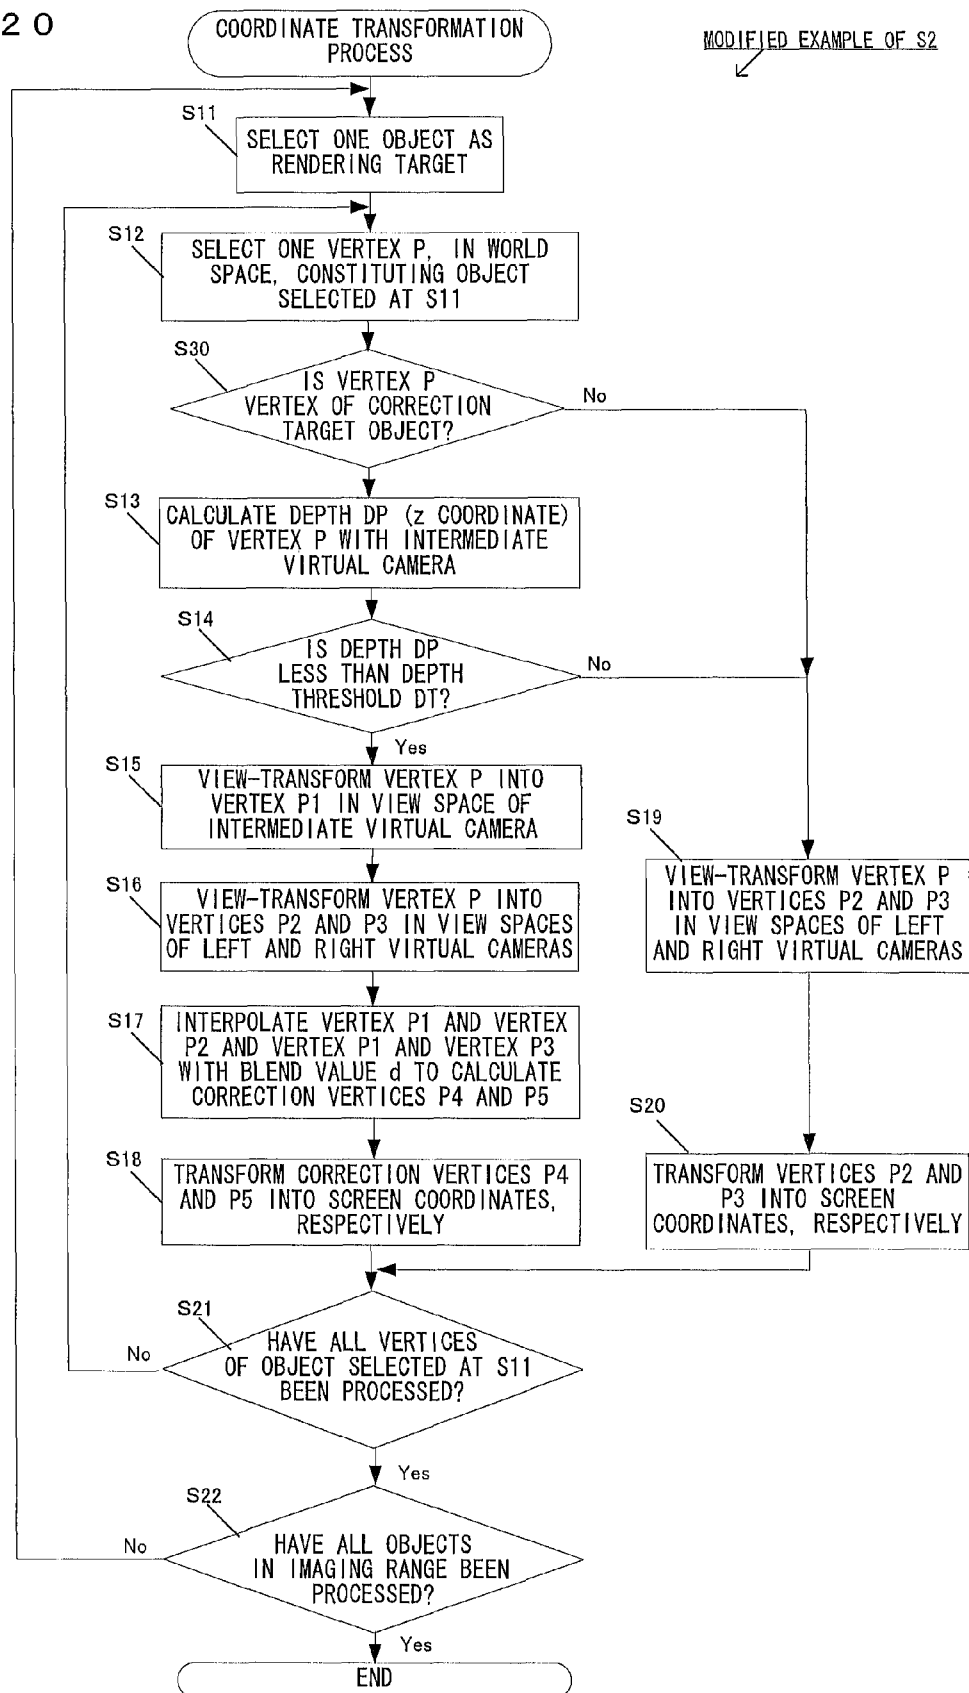 20
COORDINATE TRANSFORMATION
PROCESS
MODIFIED EXAMPLE OF S2
S11
SELECT ONE OBJECT AS
RENDERING TARGET
S12
SELECT ONE VERTEX P, IN WORLD
SPACE, CONSTITUTING OBJECT
SELECTED AT S11
S30
IS VERTEX P
VERTEX OF CORRECTION
TARGET OBJECT?
No
S13
CALCULATE DEPTH DP (z COORDINATE)
OF VERTEX P WITH INTERMEDIATE
VIRTUAL CAMERA
S14
IS DEPTH DP
LESS THAN DEPTH
THRESHOLD DT?
No
Yes
S15
VIEW-TRANSFORM VERTEX P INTO
VERTEX P1 IN VIEW SPACE OF
INTERMEDIATE VIRTUAL CAMERA
S19
VIEW-TRANSFORM VERTEX P
INTO VERTICES P2 AND P3
IN VIEW SPACES OF LEFT
AND RIGHT VIRTUAL CAMERAS
S16
VIEW-TRANSFORM VERTEX P INTO
VERTICES P2 AND P3 IN VIEW SPACES
OF LEFT AND RIGHT VIRTUAL CAMERAS
S17
INTERPOLATE VERTEX P1 AND VERTEX
P2 AND VERTEX P1 AND VERTEX P3
WITH BLEND VALUE d TO CALCULATE
CORRECTION VERTICES P4 AND P5
S20
TRANSFORM VERTICES P2 AND
P3 INTO SCREEN
COORDINATES, RESPECTIVELY
S18
TRANSFORM CORRECTION VERTICES P4
AND P5 INTO SCREEN COORDINATES,
RESPECTIVELY
S21
HAVE ALL VERTICES
OF OBJECT SELECTED AT S11
BEEN PROCESSED?
No
Yes
S22
HAVE ALL OBJECTS
IN IMAGING RANGE BEEN
PROCESSED?
No
Yes
END